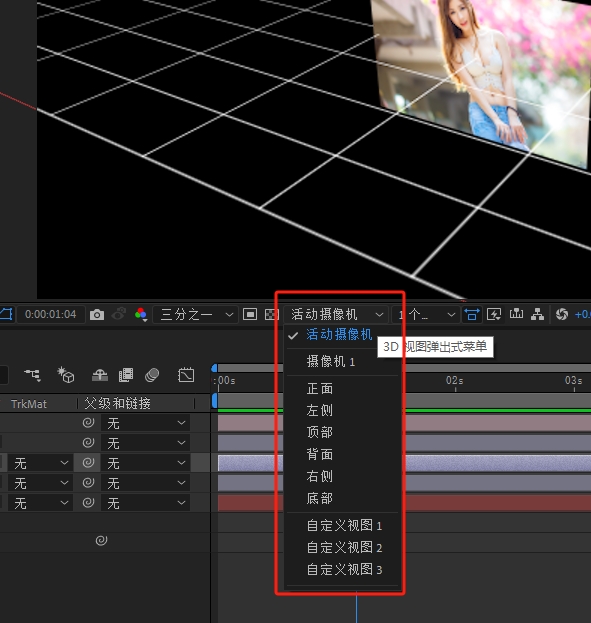 0:00:01:04 三分之一 活动摄像机 1 个... +0.0
活动摄像机
3D 视图弹出式菜单
摄像机 1
:00s 02s 03s
正面
TrkMat 父级和链接
左侧
无
顶部
无
背面
无 无
右侧
无 无
底部
无 无
自定义视图 1
自定义视图 2
自定义视图 3